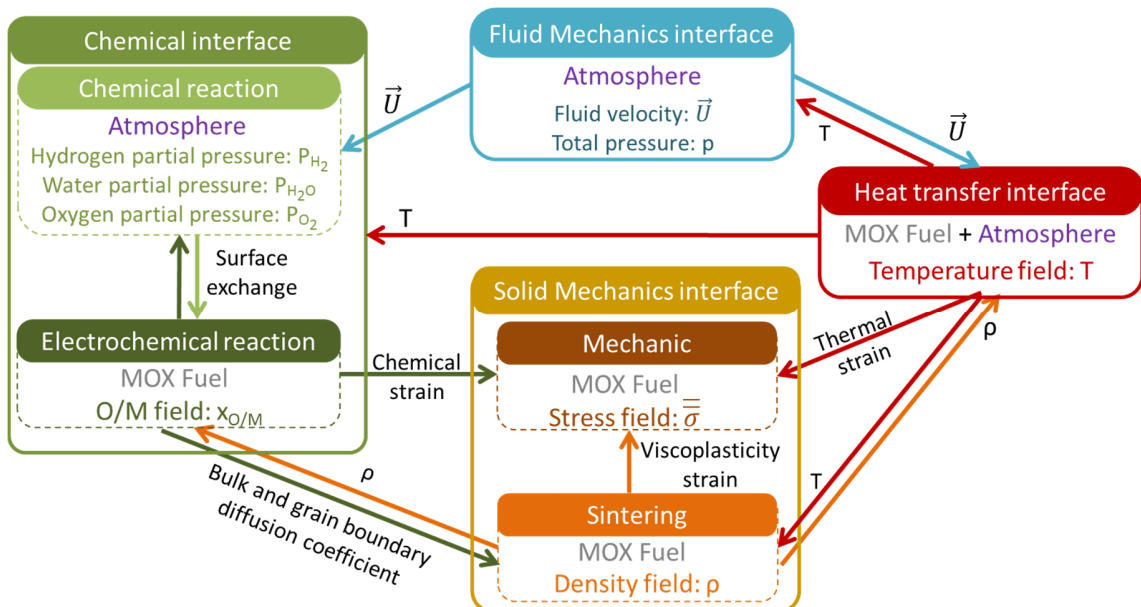 Chemical interface
Chemical reaction
Atmosphere
Hydrogen partial pressure: P_H₂
Water partial pressure: P_H₂O
Oxygen partial pressure: P_O₂
Surface
exchange
Electrochemical reaction
MOX Fuel
O/M field: x_O/M
Fluid Mechanics interface
Atmosphere
Fluid velocity: U⃗
Total pressure: p
U⃗
U⃗
T
T
Heat transfer interface
MOX Fuel + Atmosphere
Temperature field: T
Solid Mechanics interface
Mechanic
MOX Fuel
Stress field: σ̿
Chemical
strain
Thermal
strain
Viscoplasticity
strain
Sintering
MOX Fuel
Density field: ρ
T
ρ
ρ
Bulk and grain boundary
diffusion coefficient